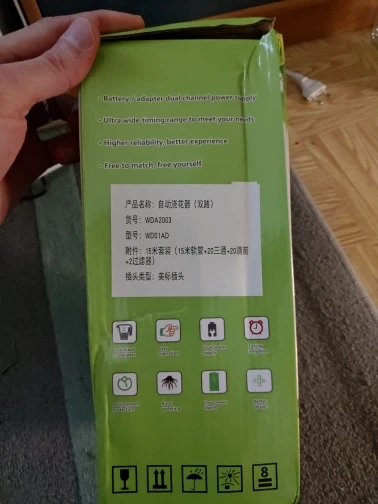 • Battery / adapter dual channel power supply
• Ultra wide timing range to meet your needs
• Higher reliability, better experience
• Free to match, free yourself
产品名称：自动浇花器（双路）
货号：WDA2003
型号：WD01AD
附件：15米套装（15米软管+20三通+20滴箭
+2过滤器）
插头类型：美标插头
8